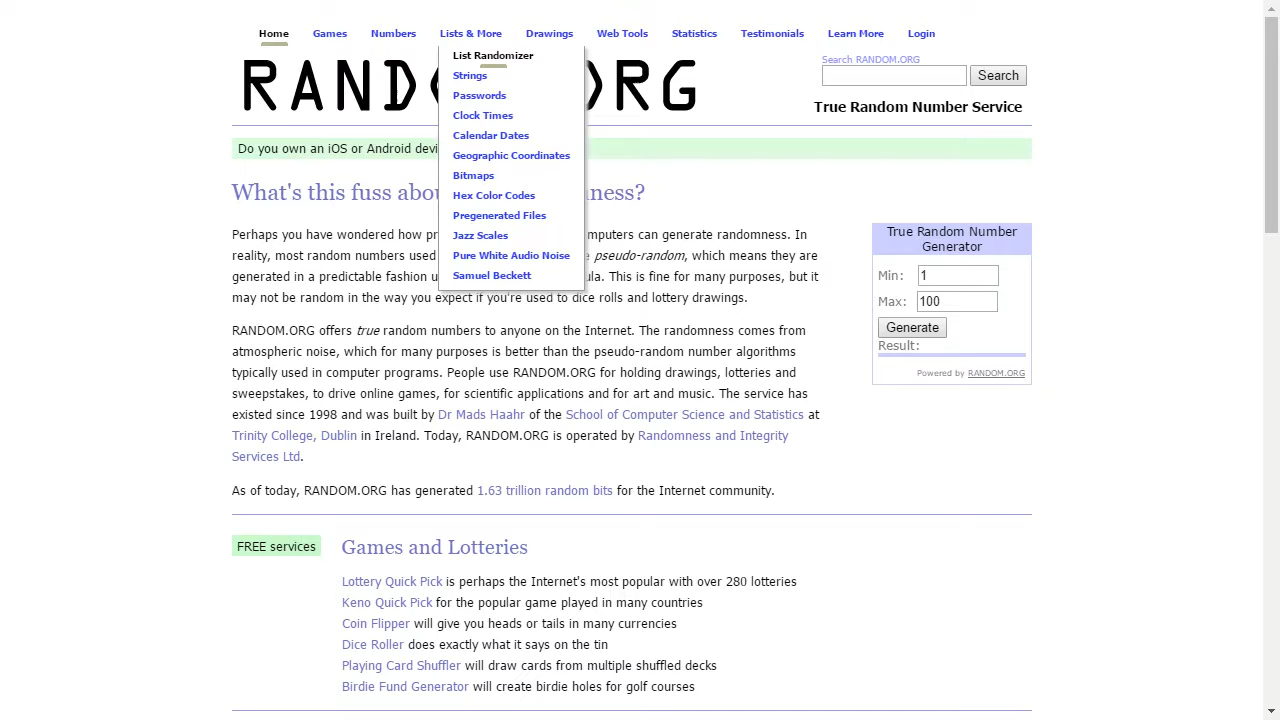 Home Games Numbers Lists & More Drawings Web Tools Statistics Testimonials Learn More Login
List Randomizer
Strings
Passwords
Clock Times
Calendar Dates
Geographic Coordinates
Bitmaps
Hex Color Codes
Pregenerated Files
Jazz Scales
Pure White Audio Noise
Samuel Beckett
RAND RG
Search RANDOM.ORG
Search
True Random Number Service
Do you own an iOS or Android
What's this fuss
Perhaps you have wondered how can generate randomness. In
reality, most random numbers used pseudo-random, which means they are
generated in a predictable fashion This is fine for many purposes, but it
may not be random in the way you expect if you're used to dice rolls and lottery drawings.
RANDOM.ORG offers true random numbers to anyone on the Internet. The randomness comes from
atmospheric noise, which for many purposes is better than the pseudo-random number algorithms
typically used in computer programs. People use RANDOM.ORG for holding drawings, lotteries and
sweepstakes, to drive online games, for scientific applications and for art and music. The service has
existed since 1998 and was built by Dr Mads Haahr of the School of Computer Science and Statistics at
Trinity College, Dublin in Ireland. Today, RANDOM.ORG is operated by Randomness and Integrity
Services Ltd.
As of today, RANDOM.ORG has generated 1.63 trillion random bits for the Internet community.
True Random Number
Generator
Min: 1
Max: 100
Generate
Result:
Powered by RANDOM.ORG
FREE services
Games and Lotteries
Lottery Quick Pick is perhaps the Internet's most popular with over 280 lotteries
Keno Quick Pick for the popular game played in many countries
Coin Flipper will give you heads or tails in many currencies
Dice Roller does exactly what it says on the tin
Playing Card Shuffler will draw cards from multiple shuffled decks
Birdie Fund Generator will create birdie holes for golf courses